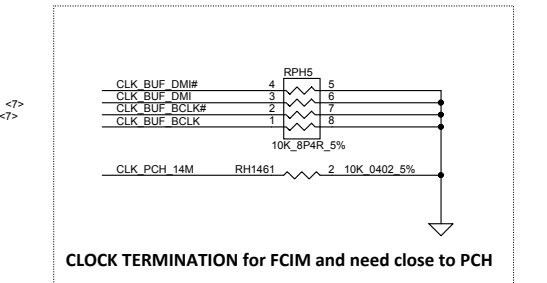 RPH5
CLK_BUF_DMI# 4 5
CLK_BUF_DMI 3 6
<7> CLK_BUF_BCLK# 2 7
<7> CLK_BUF_BCLK 1 8
10K_8P4R_5%
CLK_PCH_14M RH1461 2 10K_0402_5%
CLOCK TERMINATION for FCIM and need close to PCH